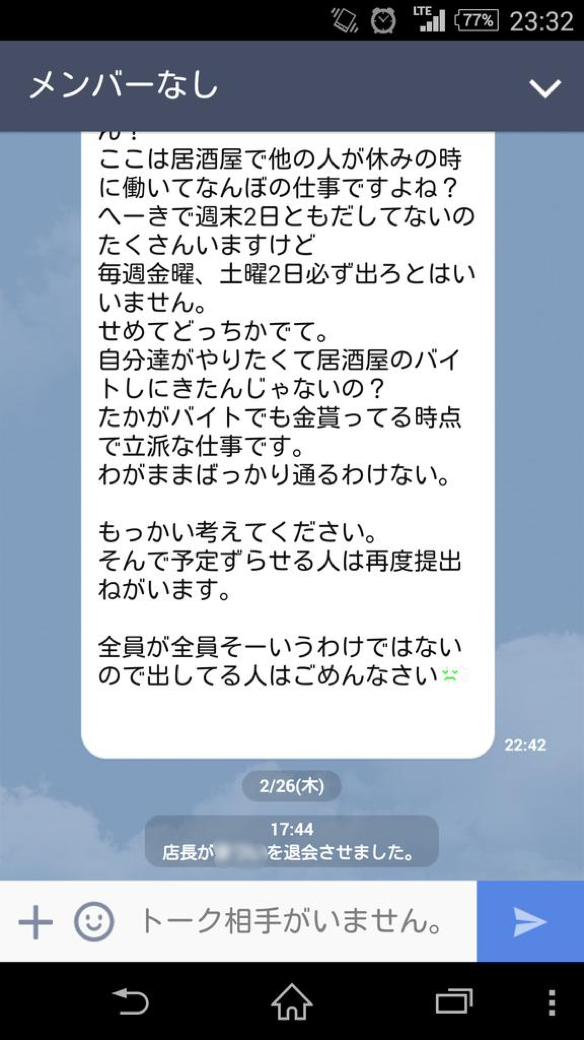 LTE
77%
23:32
メンバーなし
ん？
ここは居酒屋で他の人が休みの時
に働いてなんぼの仕事ですよね？
へーきで週末2日ともだしてないの
たくさんいますけど
毎週金曜、土曜2日必ず出ろとはい
いません。
せめてどっちかでて。
自分達がやりたくて居酒屋のバイ
トしにきたんじゃないの？
たかがバイトでも金貰ってる時点
で立派な仕事です。
わがままばっかり通るわけない。
もっかい考えてください。
そんで予定ずらせる人は再度提出
ねがいます。
全員が全員そーいうわけではない
ので出してる人はごめんなさい
22:42
2/26(木)
17:44
店長が を退会させました。
トーク相手がいません。